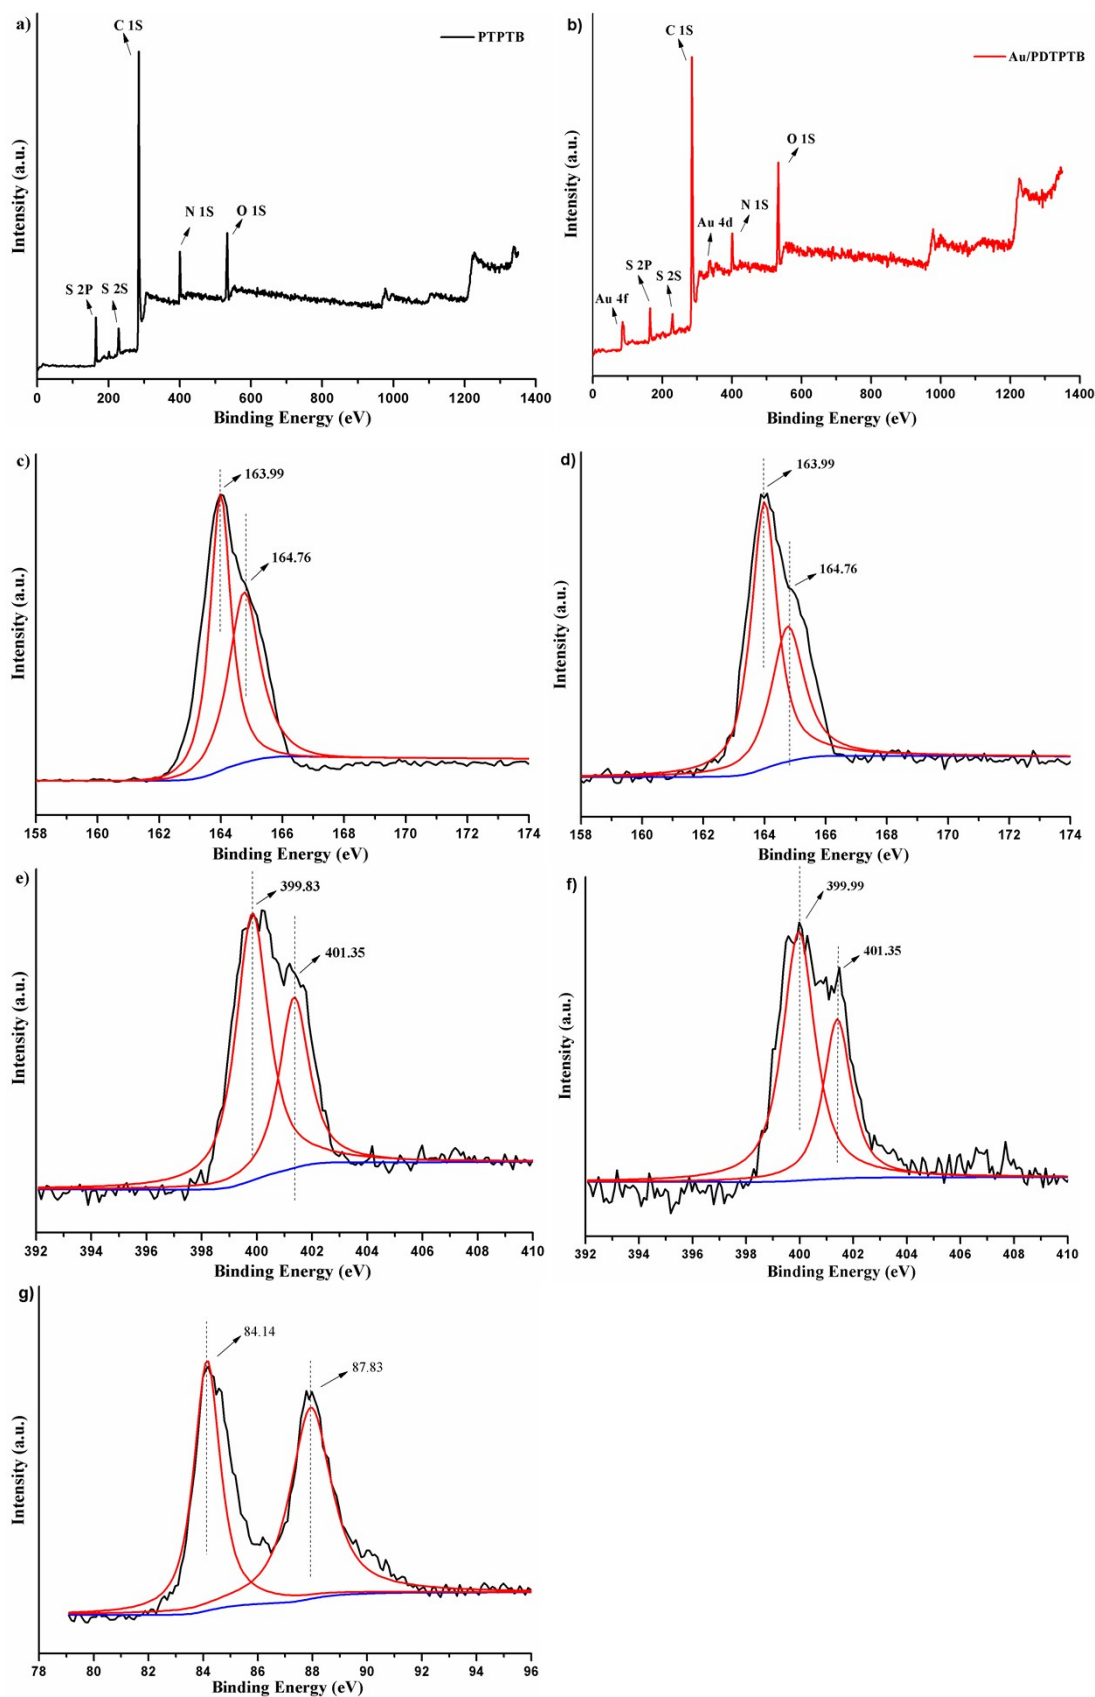 a)
C 1S
PTPTB
N 1S
O 1S
S 2P
S 2S
Intensity (a.u.)
0 200 400 600 800 1000 1200 1400
Binding Energy (eV)
b)
C 1S
Au/PDTPTB
O 1S
Au 4d
N 1S
S 2P
S 2S
Au 4f
Intensity (a.u.)
0 200 400 600 800 1000 1200 1400
Binding Energy (eV)
c)
163.99
164.76
Intensity (a.u.)
158 160 162 164 166 168 170 172 174
Binding Energy (eV)
d)
163.99
164.76
Intensity (a.u.)
158 160 162 164 166 168 170 172 174
Binding Energy (eV)
e)
399.83
401.35
Intensity (a.u.)
392 394 396 398 400 402 404 406 408 410
Binding Energy (eV)
f)
399.99
401.35
Intensity (a.u.)
392 394 396 398 400 402 404 406 408 410
Binding Energy (eV)
g)
84.14
87.83
Intensity (a.u.)
78 80 82 84 86 88 90 92 94 96
Binding Energy (eV)